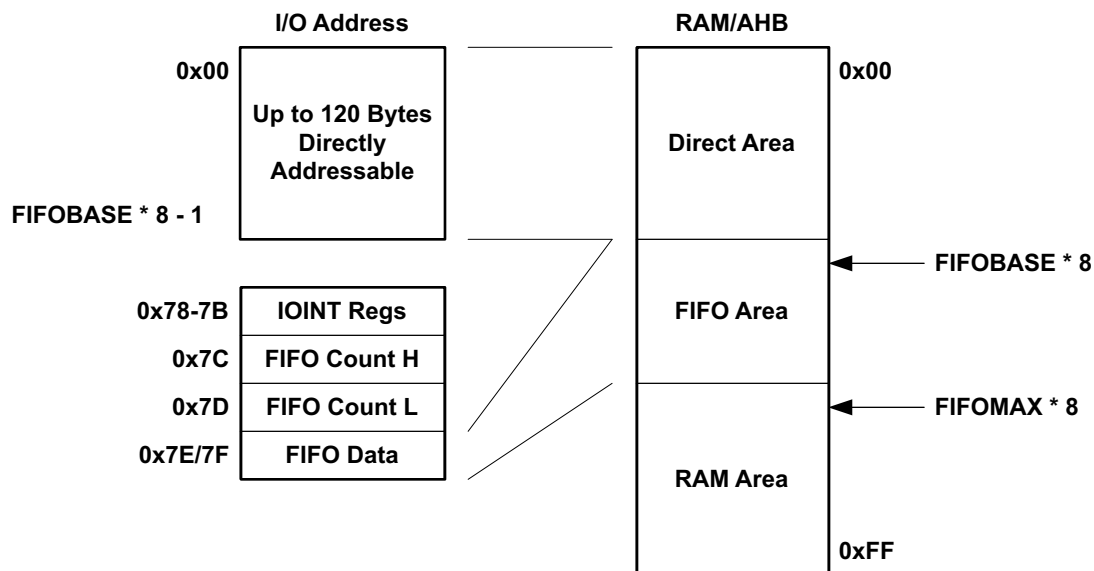 I/O Address
RAM/AHB
0x00
0x00
Up to 120 Bytes
Directly
Addressable
Direct Area
FIFOBASE * 8 - 1
FIFOBASE * 8
0x78-7B
IOINT Regs
FIFO Area
0x7C
FIFO Count H
0x7D
FIFO Count L
FIFOMAX * 8
0x7E/7F
FIFO Data
RAM Area
0xFF